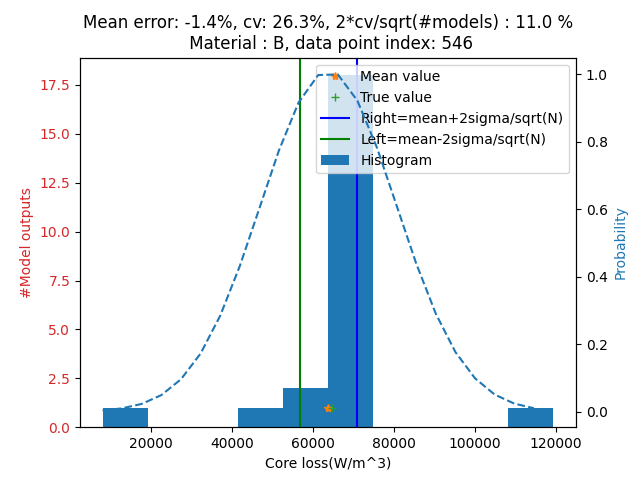 Mean error: -1.4%, cv: 26.3%, 2*cv/sqrt(#models) : 11.0 %
Material : B, data point index: 546
Mean value
True value
Right=mean+2sigma/sqrt(N)
Left=mean-2sigma/sqrt(N)
Histogram
#Model outputs
17.5
15.0
12.5
10.0
7.5
5.0
2.5
0.0
1.0
0.8
0.6
0.4
0.2
0.0
Probability
20000 40000 60000 80000 100000 120000
Core loss(W/m^3)